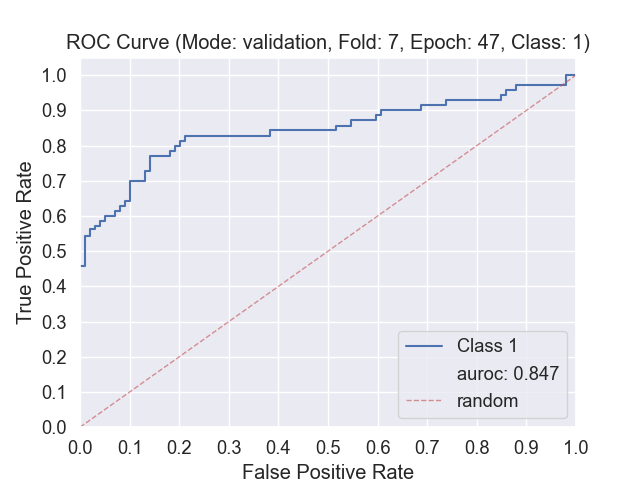 ROC Curve (Mode: validation, Fold: 7, Epoch: 47, Class: 1)
1.0
0.9
0.8
0.7
0.6
0.5
0.4
0.3
0.2
0.1
0.0
True Positive Rate
Class 1
auroc: 0.847
random
0.0 0.1 0.2 0.3 0.4 0.5 0.6 0.7 0.8 0.9 1.0
False Positive Rate